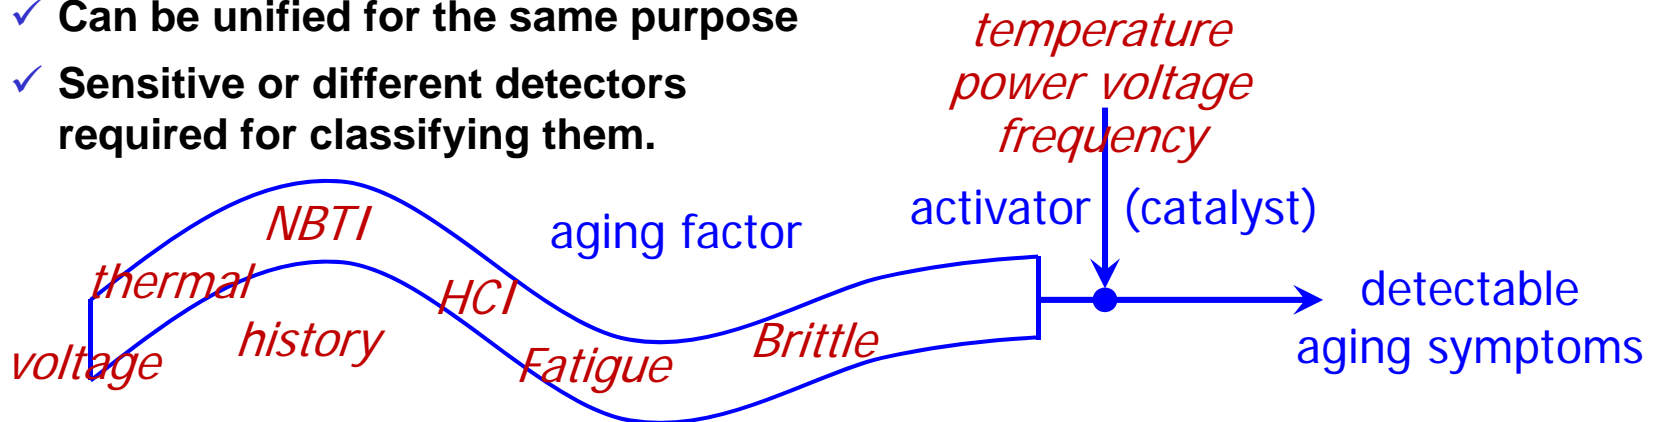 ✓ Can be unified for the same purpose
✓ Sensitive or different detectors
required for classifying them.
temperature
power voltage
frequency
activator (catalyst)
NBTI
aging factor
thermal
HCI
history
voltage
Fatigue
Brittle
detectable
aging symptoms